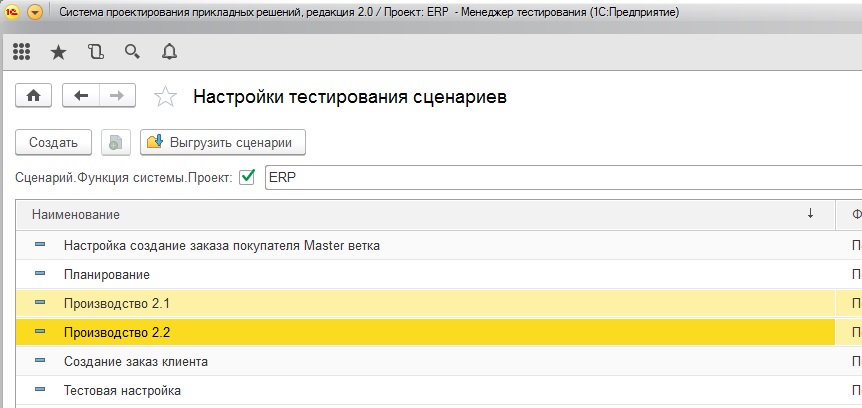 1С Система проектирования прикладных решений, редакция 2.0 / Проект: ERP - Менеджер тестирования (1С:Предприятие)
Настройки тестирования сценариев
Создать Выгрузить сценарии
Сценарий.Функция системы.Проект: ERP
Наименование ↓ Ф
Настройка создание заказа покупателя Master ветка П
Планирование П
Производство 2.1 П
Производство 2.2 П
Создание заказ клиента П
Тестовая настройка П